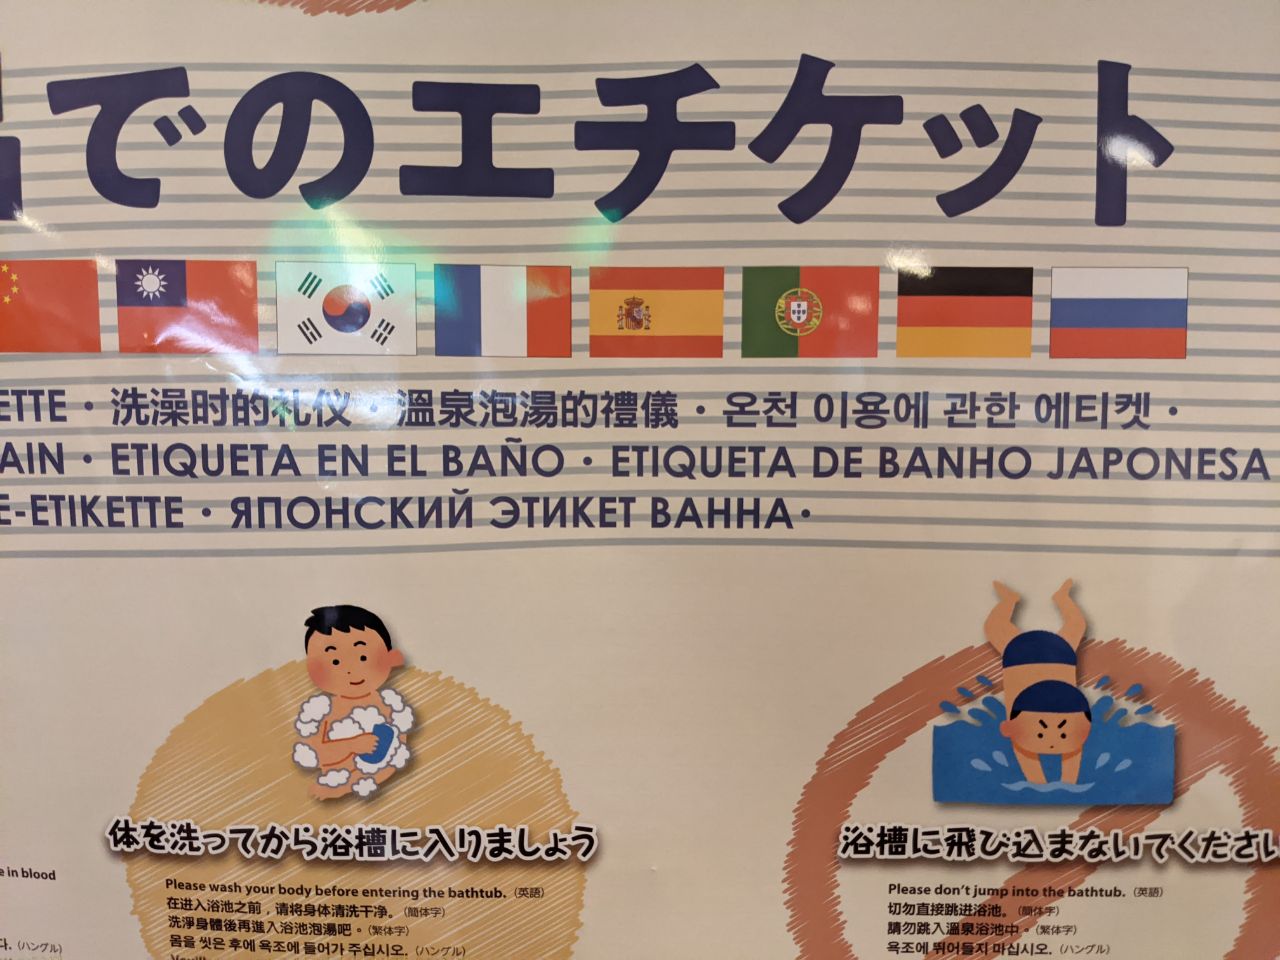 でのエチケット
ETTE・洗澡时的礼仪・溫泉泡湯的禮儀・온천 이용에 관한 에티켓・
AIN・ETIQUETA EN EL BAÑO・ETIQUETA DE BANHO JAPONESA
E-ETIKETTE・ЯПОНСКИЙ ЭТИКЕТ ВАННА・
体を洗ってから浴槽に入りましょう
Please wash your body before entering the bathtub.（英語）
在进入浴池之前，请将身体清洗干净。（簡体字）
洗淨身體後再進入浴池泡湯吧。（繁体字）
몸을 씻은 후에 욕조에 들어가 주십시오.（ハングル）
浴槽に飛び込まないでください
Please don't jump into the bathtub.（英語）
切勿直接跳进浴池。（簡体字）
請勿跳入溫泉浴池中。（繁体字）
욕조에 뛰어들지 마십시오.（ハングル）
e in blood
다.（ハングル）